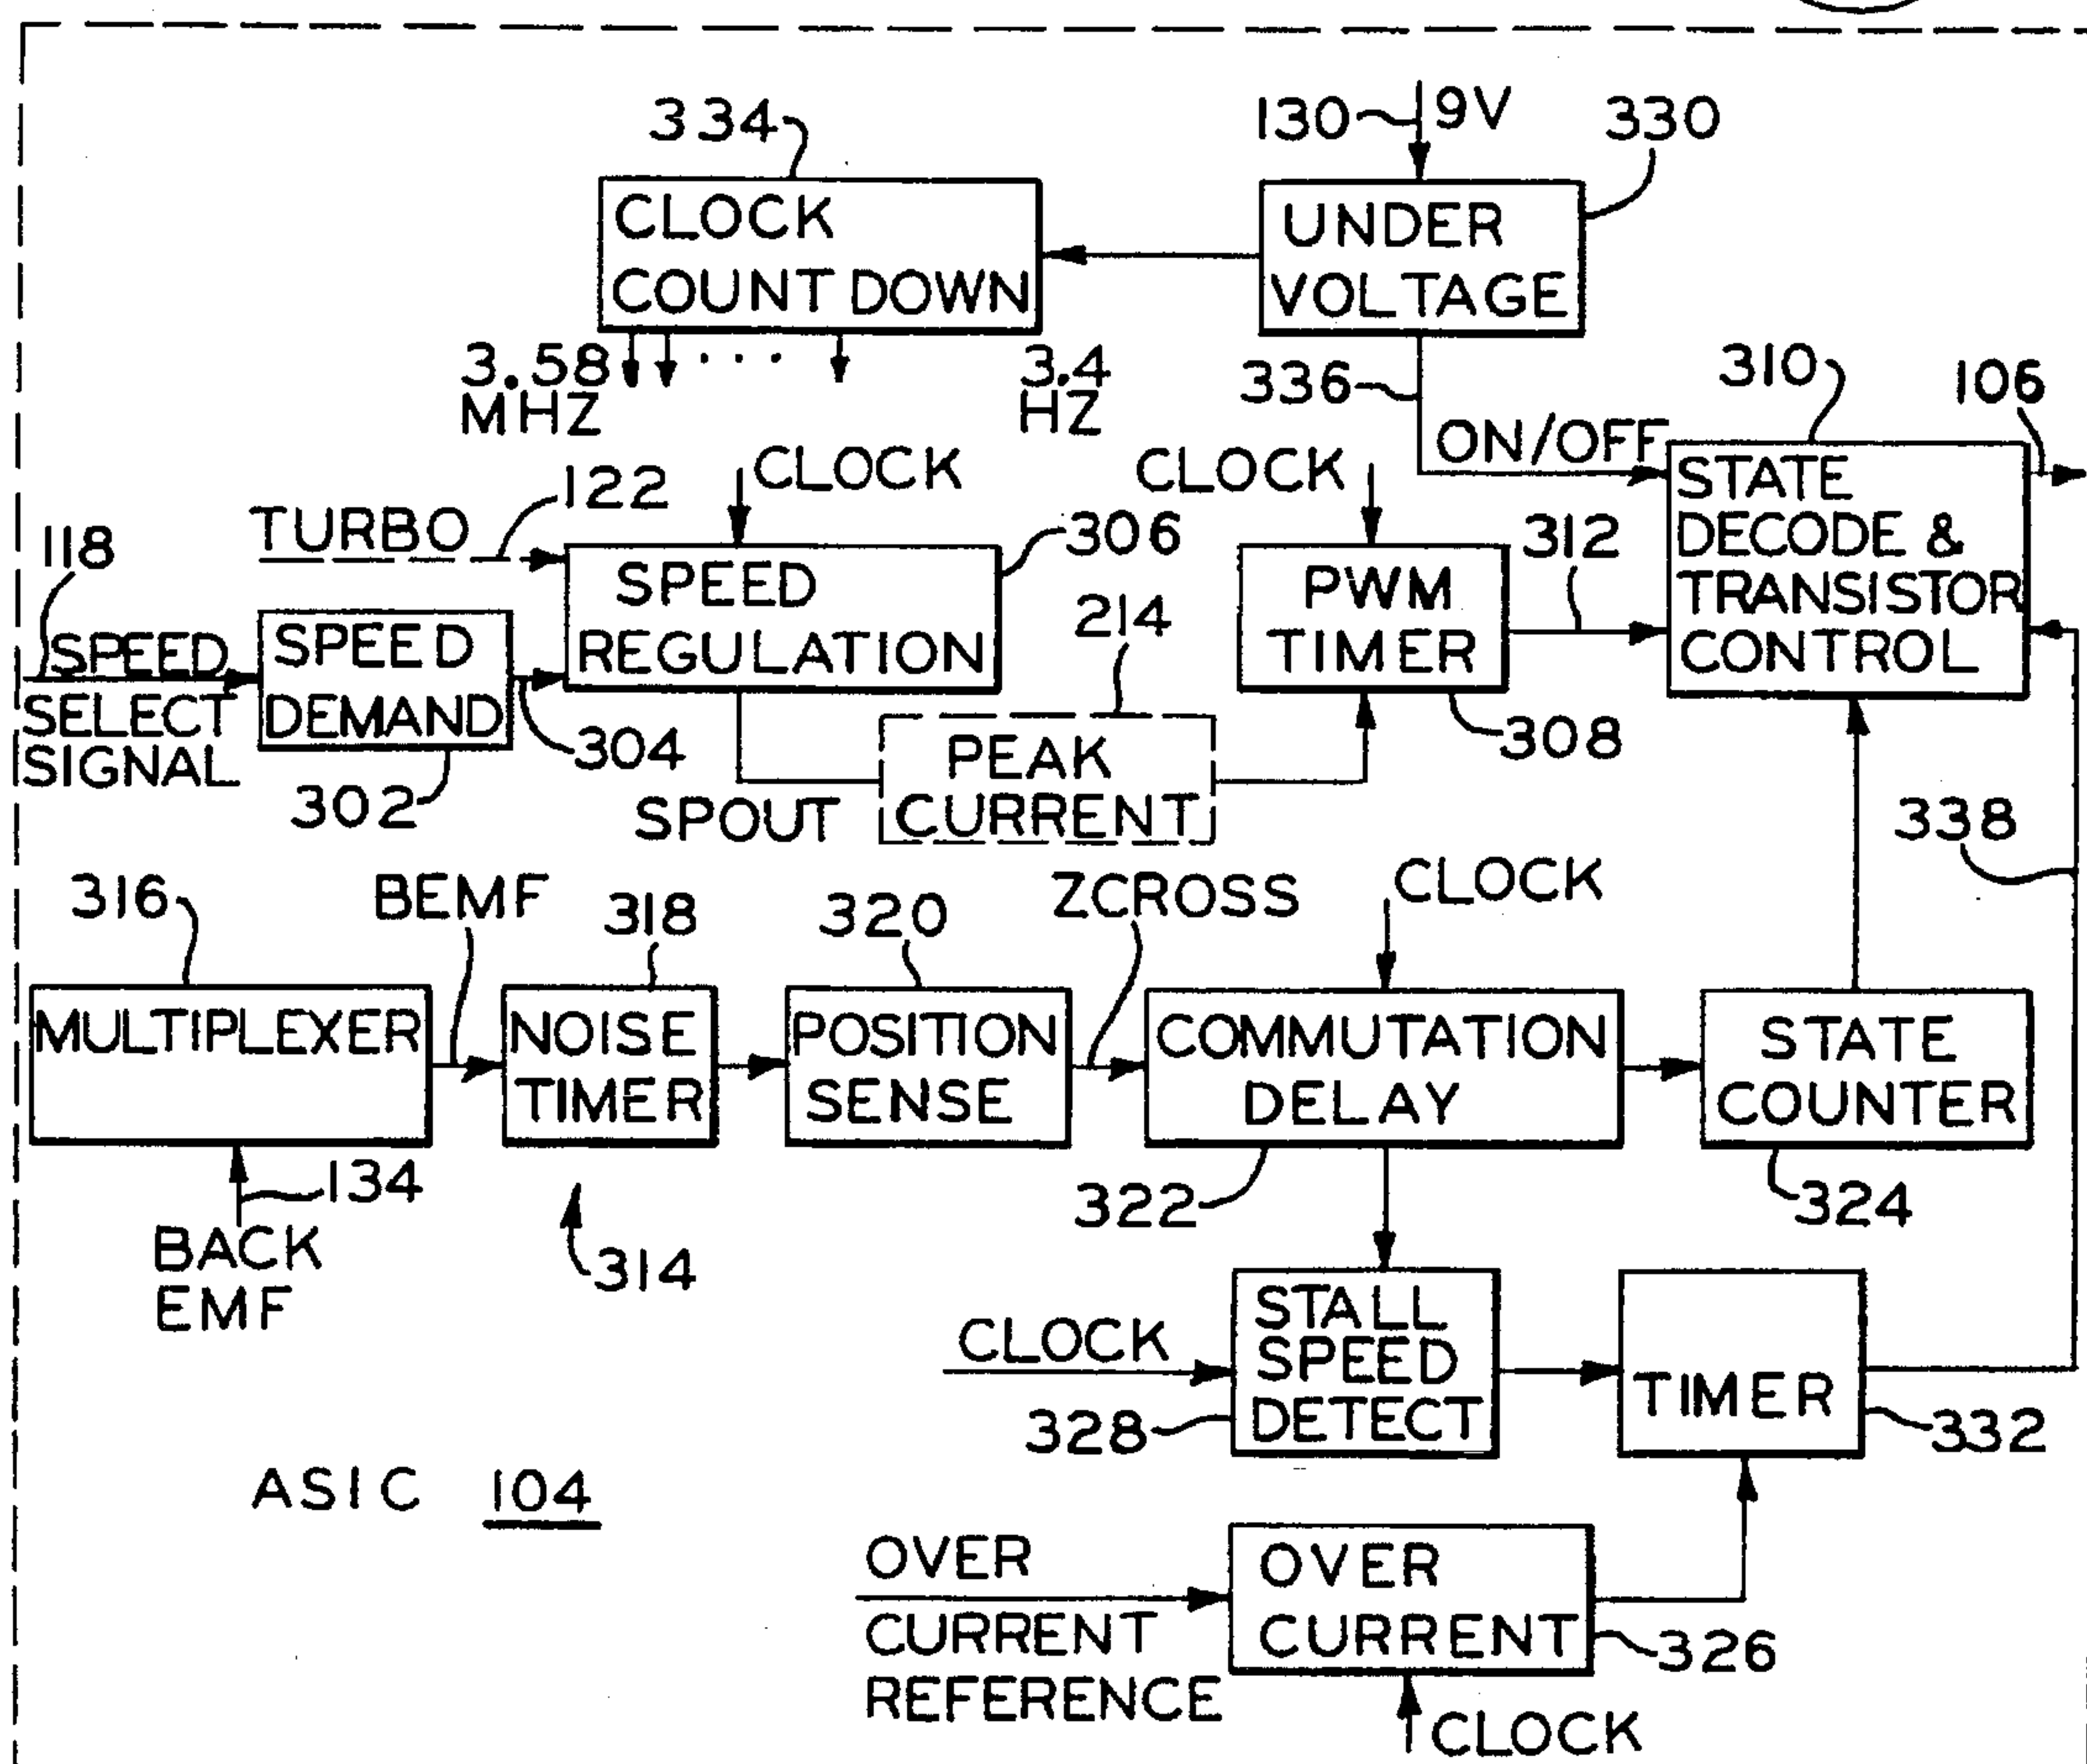 334
130
9V
330
CLOCK
COUNT DOWN
UNDER
VOLTAGE
3.58
MHZ
3.4
HZ
336
310
106
ON/OFF
CLOCK
CLOCK
122
TURBO
118
306
312
STATE
DECODE &
TRANSISTOR
CONTROL
SPEED
REGULATION
PWM
TIMER
214
SPEED
SELECT
SIGNAL
SPEED
DEMAND
304
302
308
SPOUT
PEAK
CURRENT
338
316
BEMF
318
320
ZCROSS
CLOCK
MULTIPLEXER
NOISE
TIMER
POSITION
SENSE
COMMUTATION
DELAY
STATE
COUNTER
134
BACK
EMF
314
322
324
CLOCK
STALL
SPEED
DETECT
328
TIMER
332
ASIC 104
OVER
CURRENT
REFERENCE
OVER
CURRENT
326
CLOCK